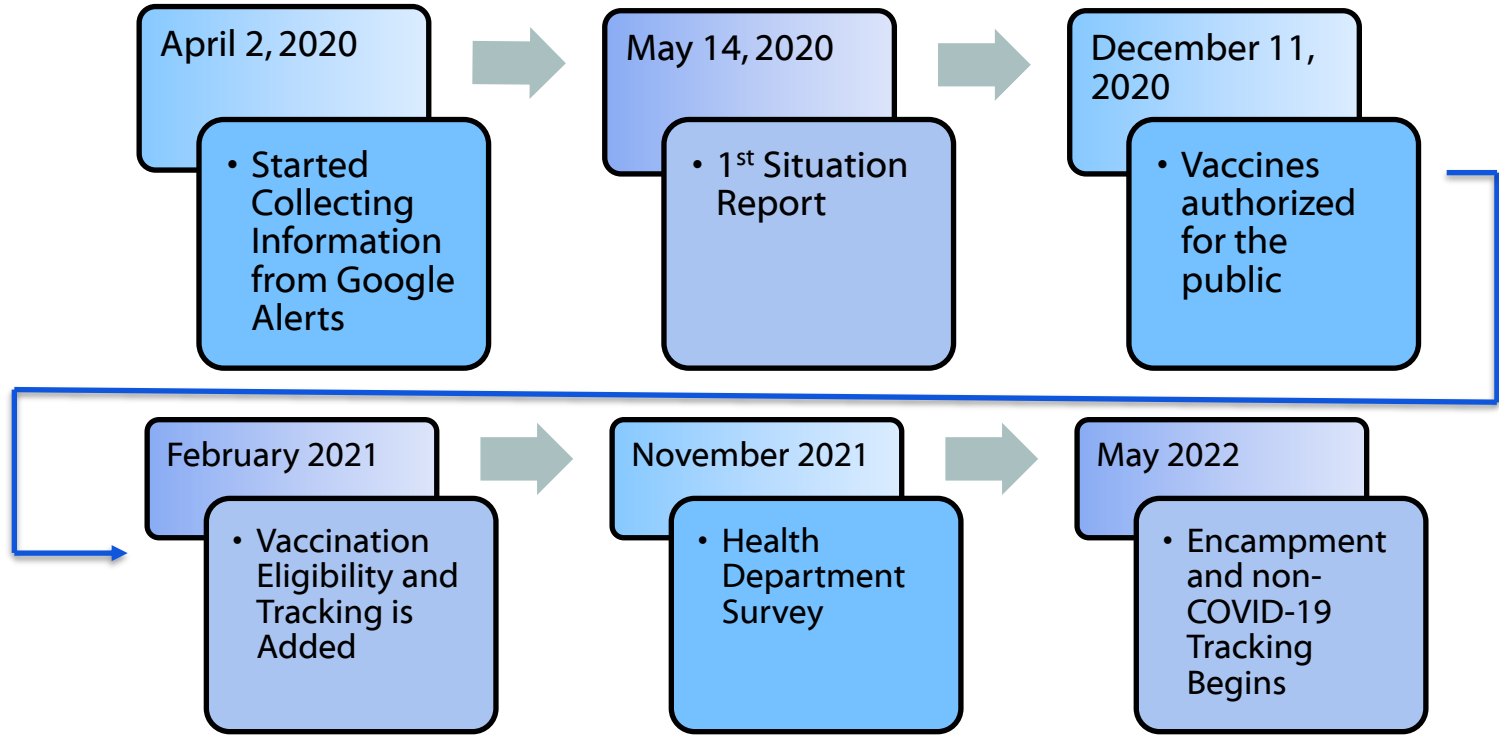 April 2, 2020
• Started
Collecting
Information
from Google
Alerts
May 14, 2020
• 1st Situation
Report
December 11,
2020
• Vaccines
authorized
for the
public
February 2021
• Vaccination
Eligibility and
Tracking is
Added
November 2021
• Health
Department
Survey
May 2022
• Encampment
and non-
COVID-19
Tracking
Begins